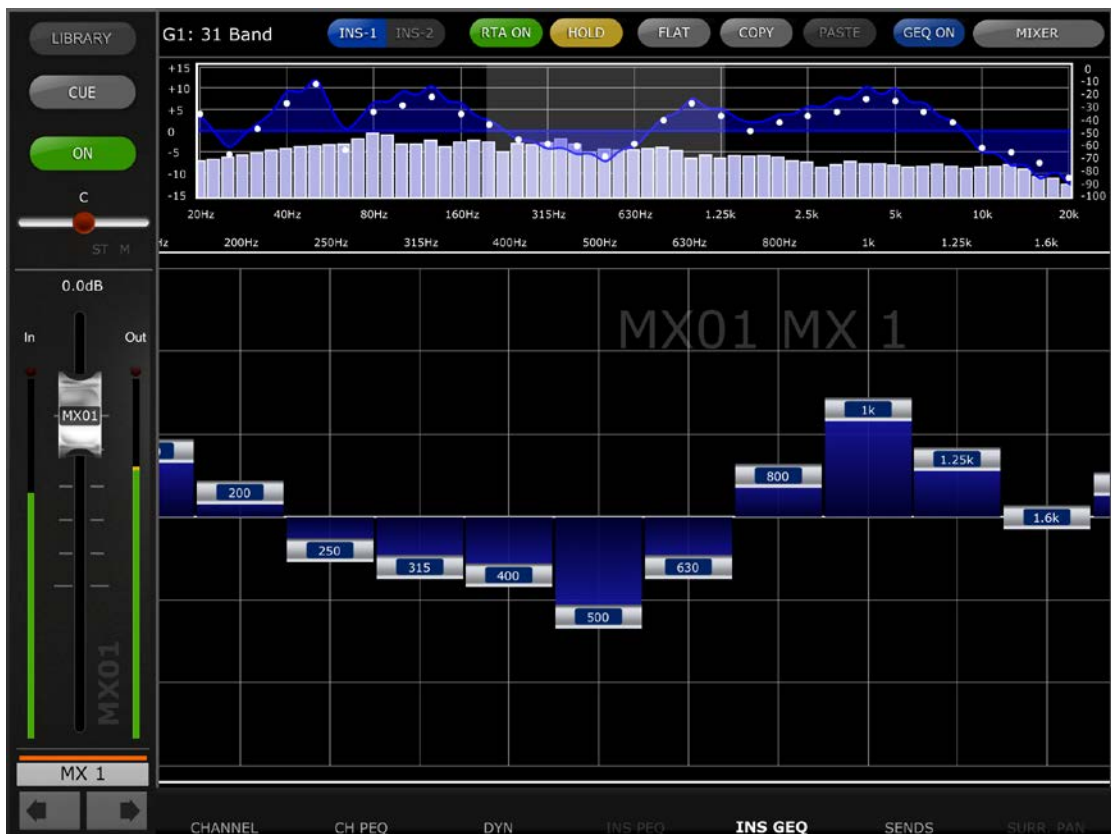 LIBRARY
G1: 31 Band INS-1 INS-2 RTA ON HOLD FLAT COPY PASTE GEQ ON MIXER
CUE
ON
C
ST M
+15
+10
+5
0
-5
-10
-15
0
-10
-20
-30
-40
-50
-60
-70
-80
-90
-100
20Hz 40Hz 80Hz 160Hz 315Hz 630Hz 1.25k 2.5k 5k 10k 20k
Hz 200Hz 250Hz 315Hz 400Hz 500Hz 630Hz 800Hz 1k 1.25k 1.6k
0.0dB
In Out
MX01 MX 1
MX01
1k
1.25k
800
200
1.6k
250
315
400
630
500
MX01
MX 1
CHANNEL CH PEQ DYN INS PEQ INS GEQ SENDS SURR. PAN